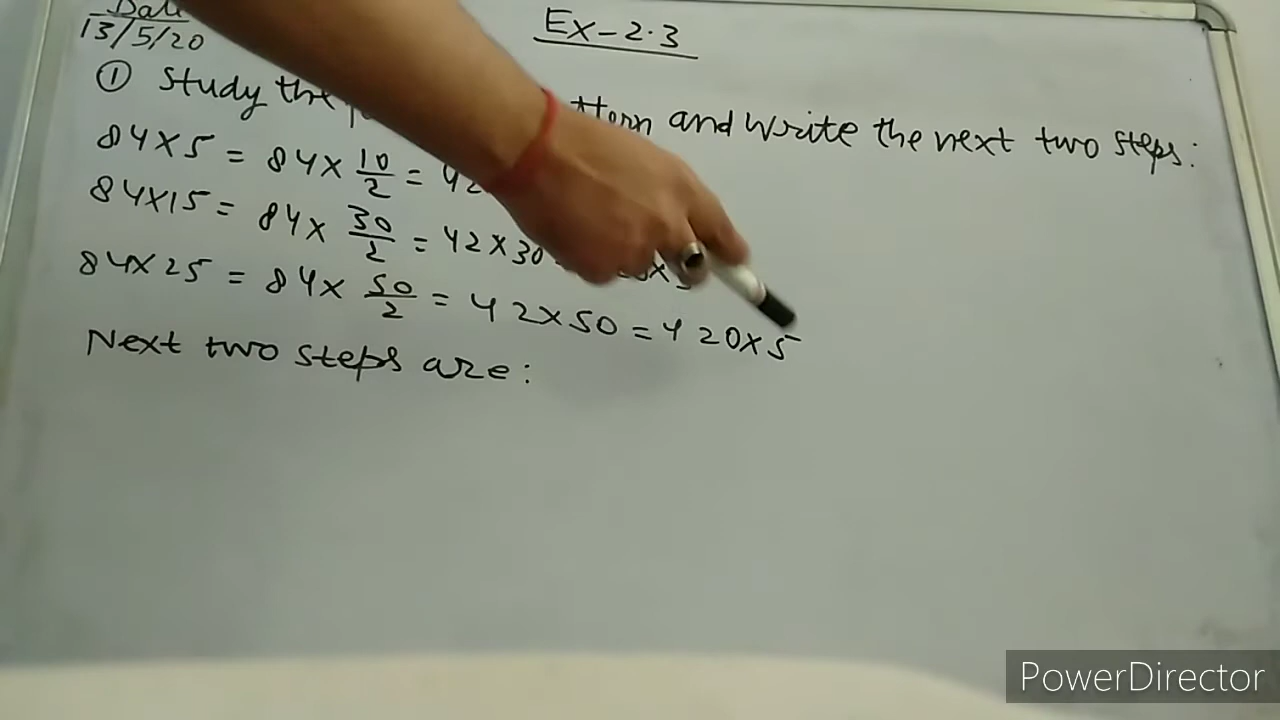 Date
13/5/20
Ex-2.3
① Study the and Write the next two steps:
84×5 = 84× 10/2 = 42
84×15 = 84× 30/2 = 42×30
84×25 = 84× 50/2 = 42×50 = 420×5
Next two steps are:
PowerDirector